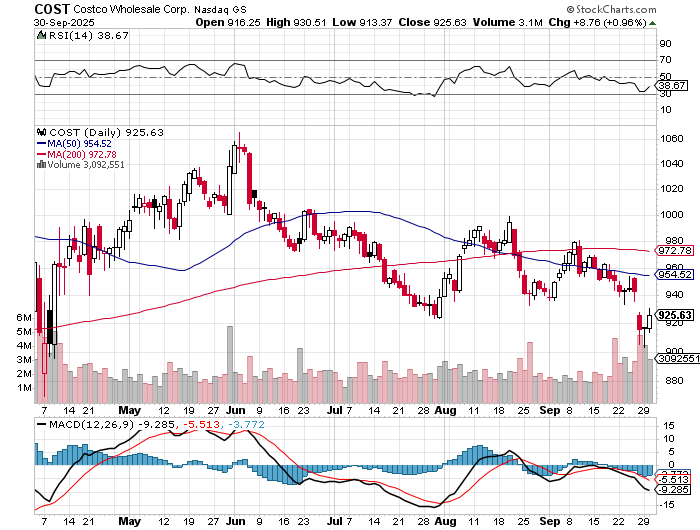 COST Costco Wholesale Corp. Nasdaq GS © StockCharts.com
30-Sep-2025 Open 916.25 High 930.51 Low 913.37 Close 925.63 Volume 3.1M Chg +8.76 (+0.96%)
RSI(14) 38.67
90
70
50
38.67
30
10
COST (Daily) 925.63
MA(50) 954.52
MA(200) 972.78
Volume 3,092,551
1060
1040
1020
1000
980
972.78
960
954.52
940
925.63
920
900
3092551
880
6M
5M
4M
3M
2M
1M
7 14 21 May 12 19 27 Jun 9 16 23 Jul 7 14 21 28 Aug 11 18 25 Sep 8 15 22 29
MACD(12,26,9) -9.285, -5.513, -3.772
15
10
5
0
-3.772
-5.513
-9.285
-15
7 14 21 May 12 19 27 Jun 9 16 23 Jul 7 14 21 28 Aug 11 18 25 Sep 8 15 22 29